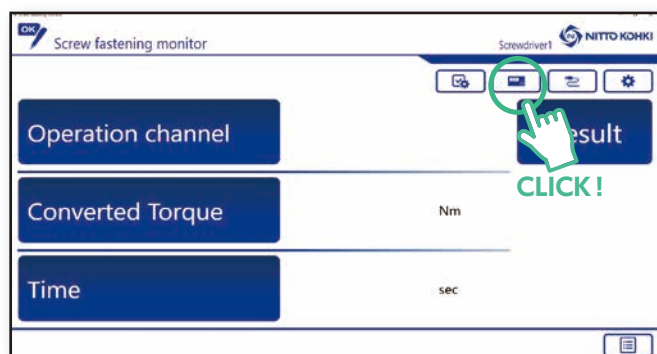 OK
Screw fastening monitor
Screwdriver1 NITTO KOHKI
Operation channel
esult
CLICK !
Converted Torque
Nm
Time
sec